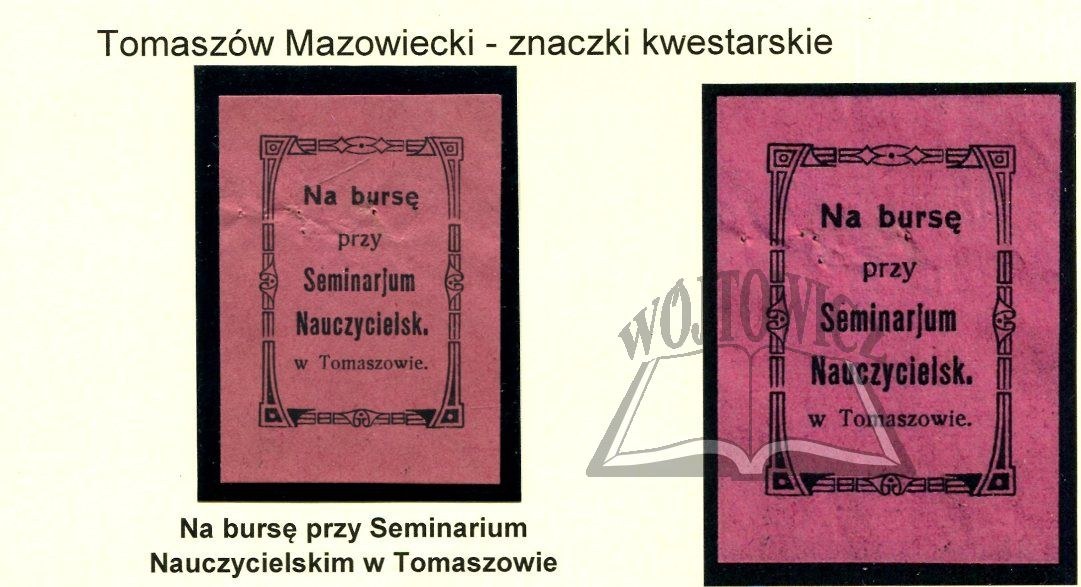 Tomaszów Mazowiecki - znaczki kwestarskie
Na bursę
przy
Seminarjum
Nauczycielsk.
w Tomaszowie.
Na bursę przy Seminarium
Nauczycielskim w Tomaszowie
Na bursę
przy
Seminarjum
Nauczycielsk.
w Tomaszowie.
WÓJTOWICZ